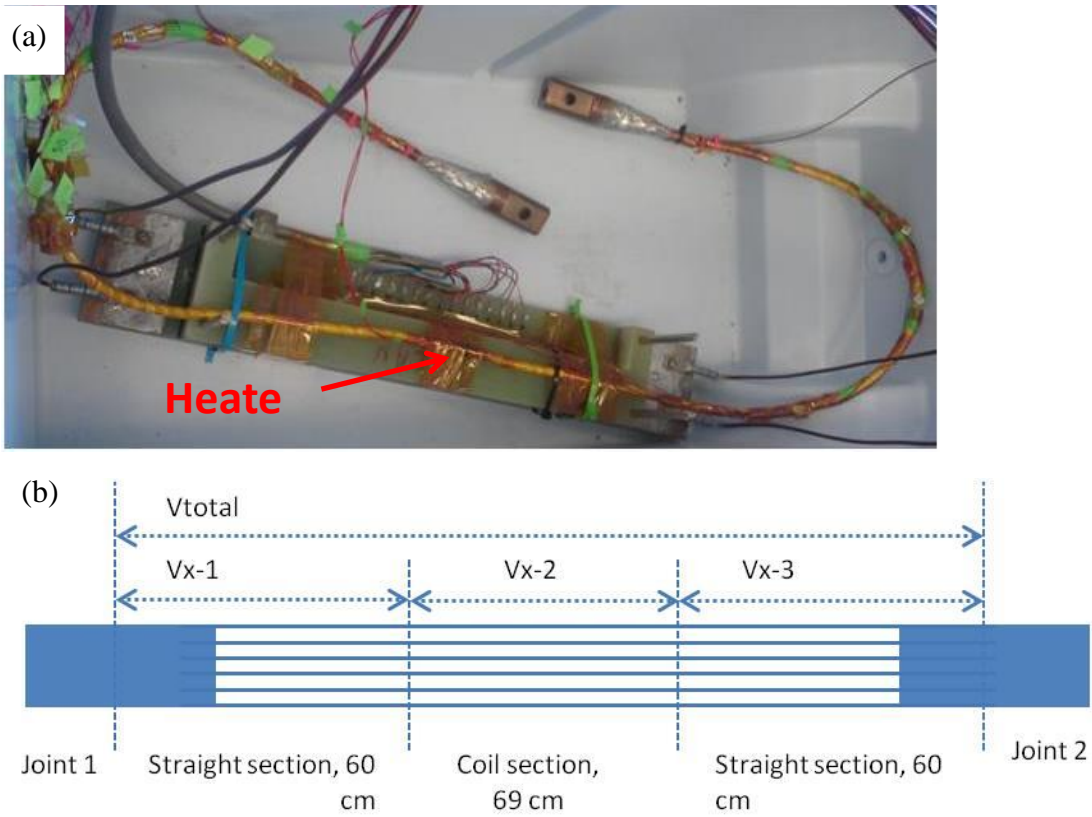 (a)
Heate
(b)
Vtotal
Vx-1
Vx-2
Vx-3
Joint 1
Straight section, 60
cm
Coil section,
69 cm
Straight section, 60
cm
Joint 2